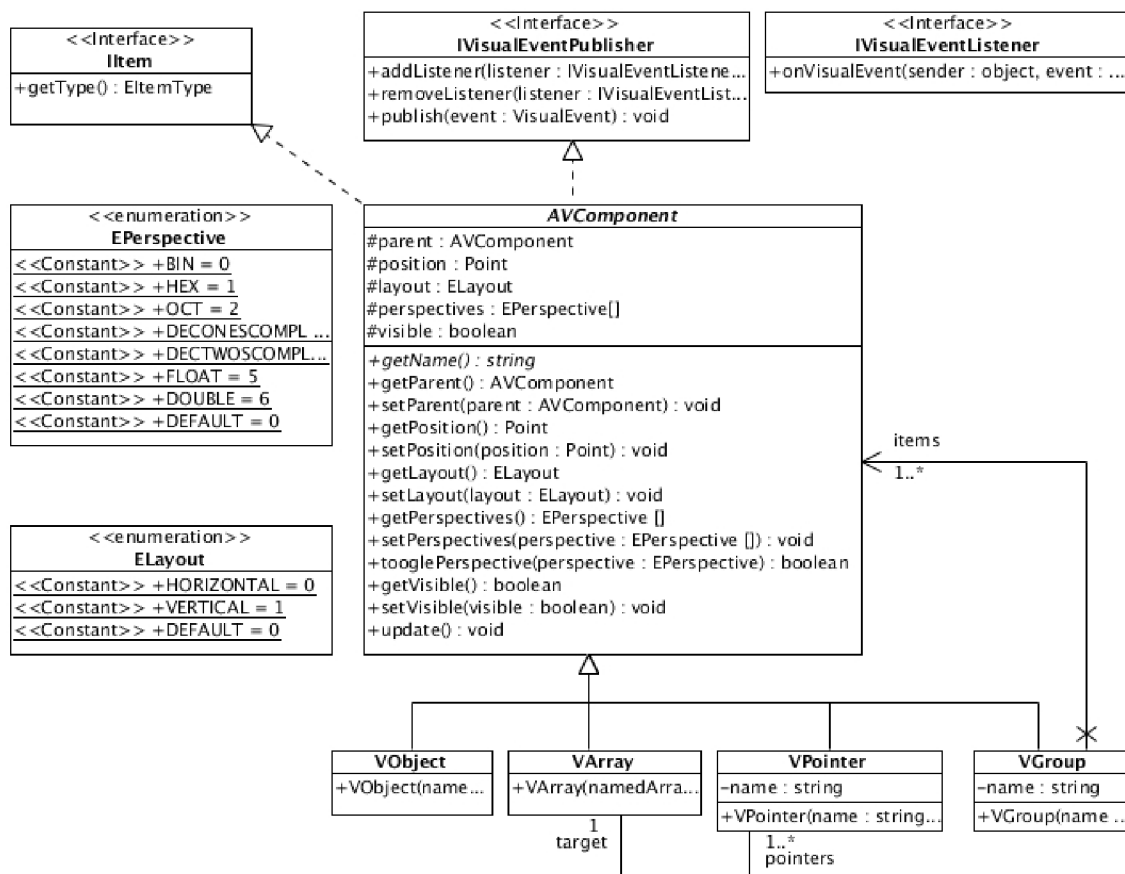 <<Interface>>
IItem
+getType() : EItemType
<<Interface>>
IVisualEventPublisher
+addListener(listener : IVisualEventListene...
+removeListener(listener : IVisualEventList...
+publish(event : VisualEvent) : void
<<Interface>>
IVisualEventListener
+onVisualEvent(sender : object, event : ...
<<enumeration>>
EPerspective
<<Constant>> +BIN = 0
<<Constant>> +HEX = 1
<<Constant>> +OCT = 2
<<Constant>> +DECONESCOMPL ...
<<Constant>> +DECTWOSCOMPL...
<<Constant>> +FLOAT = 5
<<Constant>> +DOUBLE = 6
<<Constant>> +DEFAULT = 0
<<enumeration>>
ELayout
<<Constant>> +HORIZONTAL = 0
<<Constant>> +VERTICAL = 1
<<Constant>> +DEFAULT = 0
AVComponent
#parent : AVComponent
#position : Point
#layout : ELayout
#perspectives : EPerspective[]
#visible : boolean
+getName() : string
+getParent() : AVComponent
+setParent(parent : AVComponent) : void
+getPosition() : Point
+setPosition(position : Point) : void
+getLayout() : ELayout
+setLayout(layout : ELayout) : void
+getPerspectives() : EPerspective []
+setPerspectives(perspective : EPerspective []) : void
+tooglePerspective(perspective : EPerspective) : boolean
+getVisible() : boolean
+setVisible(visible : boolean) : void
+update() : void
items
1..*
VObject
+VObject(name...
VArray
+VArray(namedArra...
1
target
VPointer
-name : string
+VPointer(name : string...
1..*
pointers
VGroup
-name : string
+VGroup(name ...